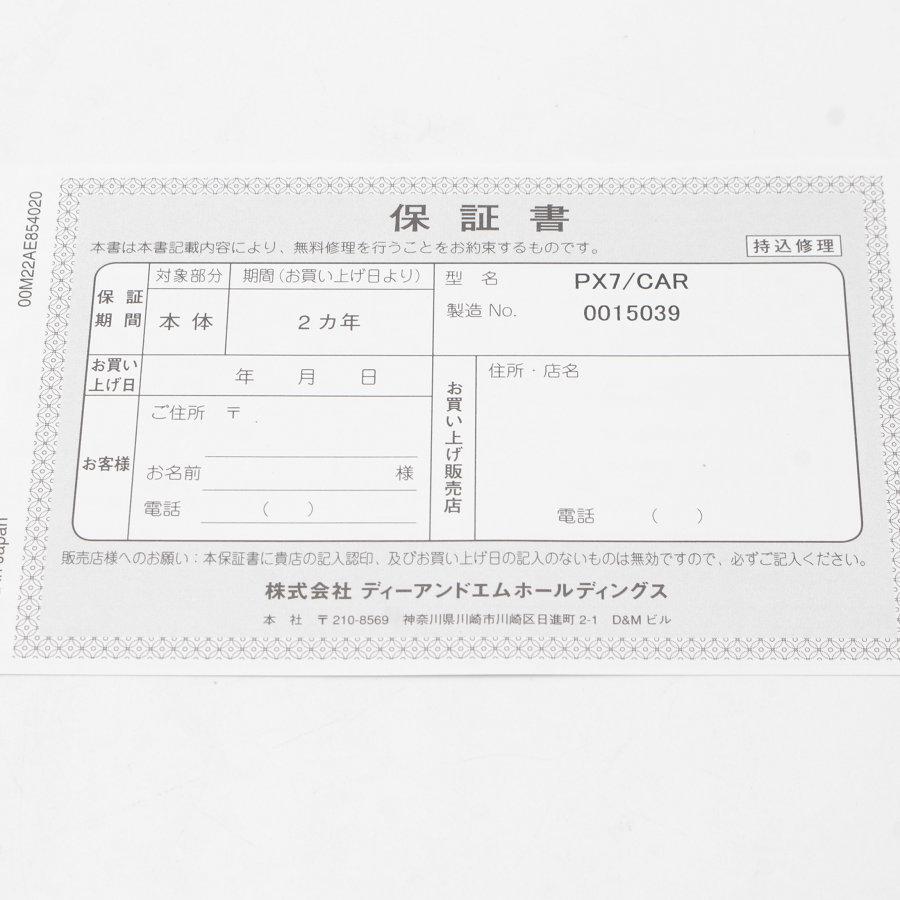 00M22AE854020
保証書
本書は本書記載内容により、無料修理を行うことをお約束するものです。
持込修理
保証期間
対象部分
期間（お買い上げ日より）
本体
2カ年
型名 PX7/CAR
製造No. 0015039
お買い上げ日
年 月 日
お客様
ご住所 〒
お名前 様
電話 （ ）
お買い上げ販売店
住所・店名
電話 （ ）
販売店様へのお願い：本保証書に貴店の記入認印、及びお買い上げ日の記入のないものは無効ですので、必ずご記入ください。
株式会社 ディーアンドエムホールディングス
本社 〒210-8569 神奈川県川崎市川崎区日進町2-1 D&Mビル
Japan